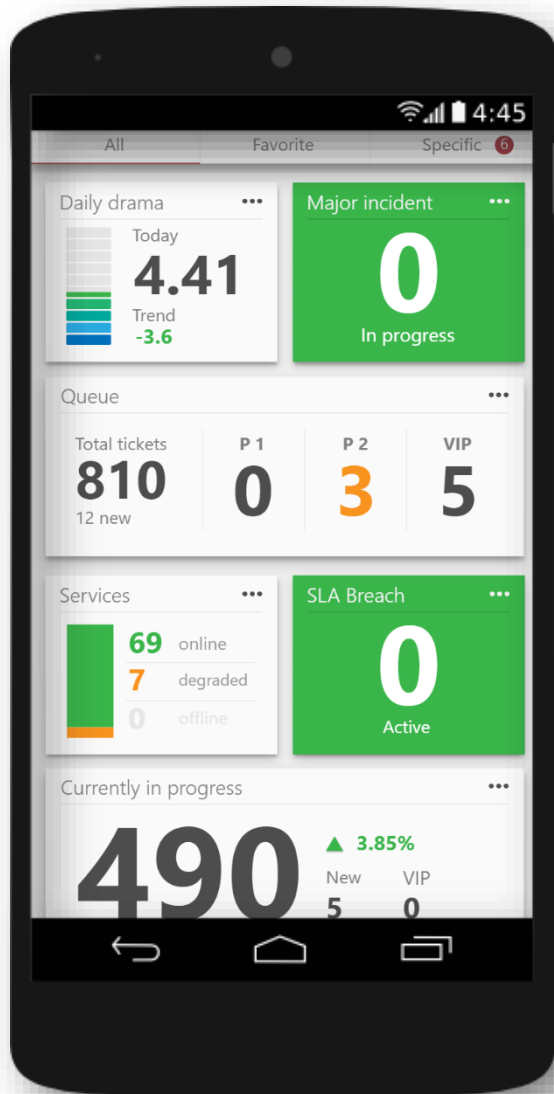 4:45
All Favorite Specific 6
Daily drama
Today
4.41
Trend
-3.6
Major incident
0
In progress
Queue
Total tickets P 1 P 2 VIP
810 0 3 5
12 new
Services
69 online
7 degraded
0 offline
SLA Breach
0
Active
Currently in progress
490
3.85%
New VIP
5 0